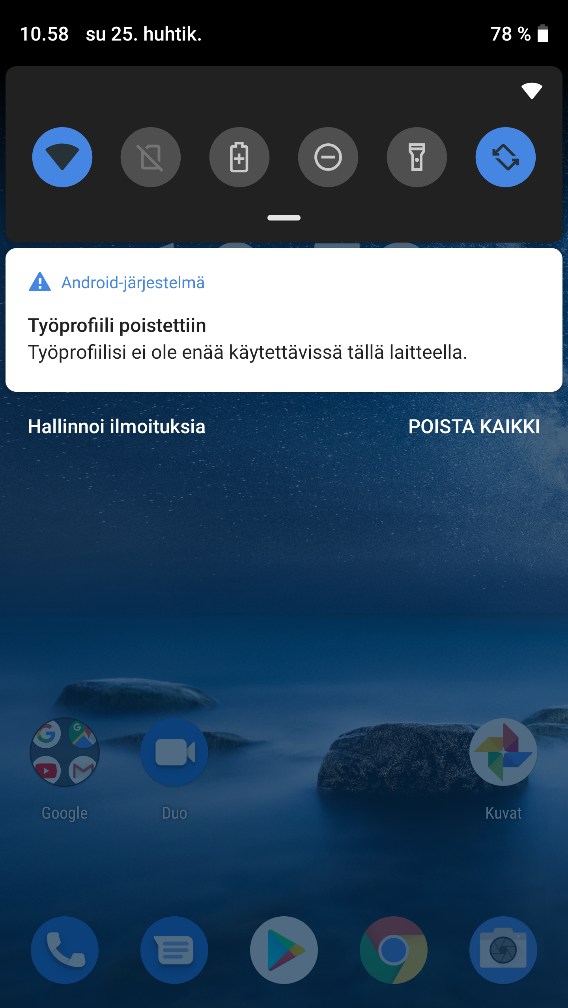 10.58 su 25. huhtik. 78 %
Android-järjestelmä
Työprofiili poistettiin
Työprofiilisi ei ole enää käytettävissä tällä laitteella.
Hallinnoi ilmoituksia POISTA KAIKKI
Google Duo Kuvat